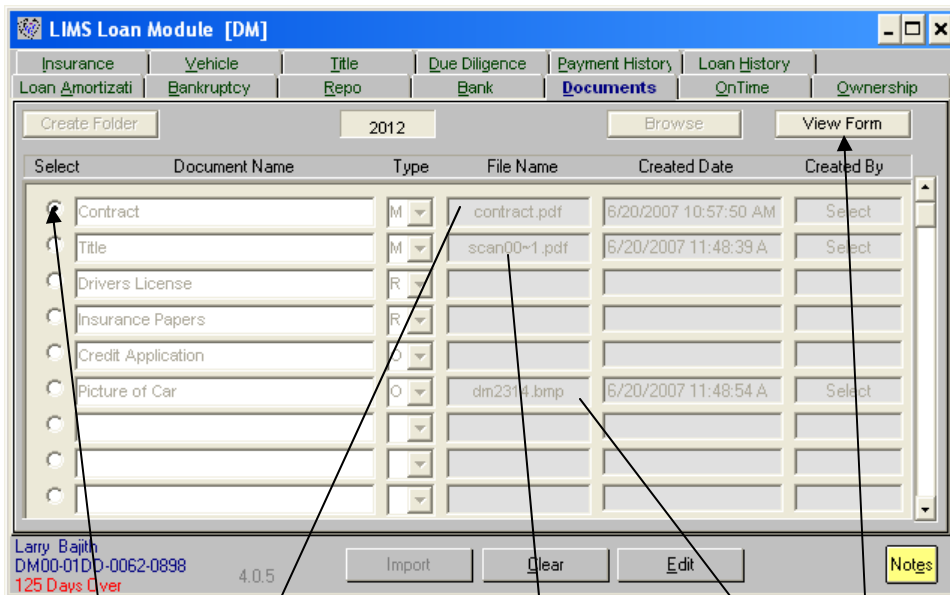 LIMS Loan Module [DM]
Insurance Vehicle Title Due Diligence Payment History Loan History
Loan Amortizati Bankruptcy Repo Bank Documents OnTime Ownership
Create Folder 2012 Browse View Form
Select Document Name Type File Name Created Date Created By
Contract M contract.pdf 6/20/2007 10:57:50 AM Select
Title M scan00~1.pdf 6/20/2007 11:48:39 A Select
Drivers License R
Insurance Papers R
Credit Application O
Picture of Car O dm2314.bmp 6/20/2007 11:48:54 A Select
Larry Bajith
DM00-01DD-0062-0898
125 Days Over
4.0.5 Import Clear Edit Notes